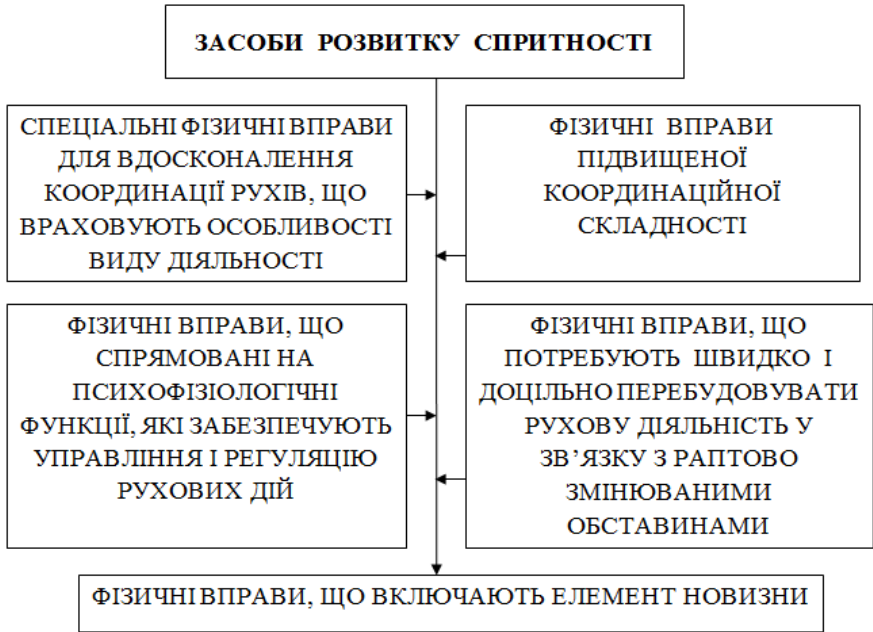 ЗАСОБИ РОЗВИТКУ СПРИТНОСТІ
СПЕЦІАЛЬНІ ФІЗИЧНІ ВПРАВИ
ДЛЯ ВДОСКОНАЛЕННЯ
КООРДИНАЦІЇ РУХІВ, ЩО
ВРАХОВУЮТЬ ОСОБЛИВОСТІ
ВИДУ ДІЯЛЬНОСТІ
ФІЗИЧНІ ВПРАВИ
ПІДВИЩЕНОЇ
КООРДИНАЦІЙНОЇ
СКЛАДНОСТІ
ФІЗИЧНІ ВПРАВИ, ЩО
СПРЯМОВАНІ НА
ПСИХОФІЗІОЛОГІЧНІ
ФУНКЦІЇ, ЯКІ ЗАБЕЗПЕЧУЮТЬ
УПРАВЛІННЯ І РЕГУЛЯЦІЮ
РУХОВИХ ДІЙ
ФІЗИЧНІ ВПРАВИ, ЩО
ПОТРЕБУЮТЬ ШВИДКО І
ДОЦІЛЬНО ПЕРЕБУДОВУВАТИ
РУХОВУ ДІЯЛЬНІСТЬ У
ЗВ’ЯЗКУ З РАПТОВО
ЗМІНЮВАНИМИ
ОБСТАВИНАМИ
ФІЗИЧНІ ВПРАВИ, ЩО ВКЛЮЧАЮТЬ ЕЛЕМЕНТ НОВИЗНИ